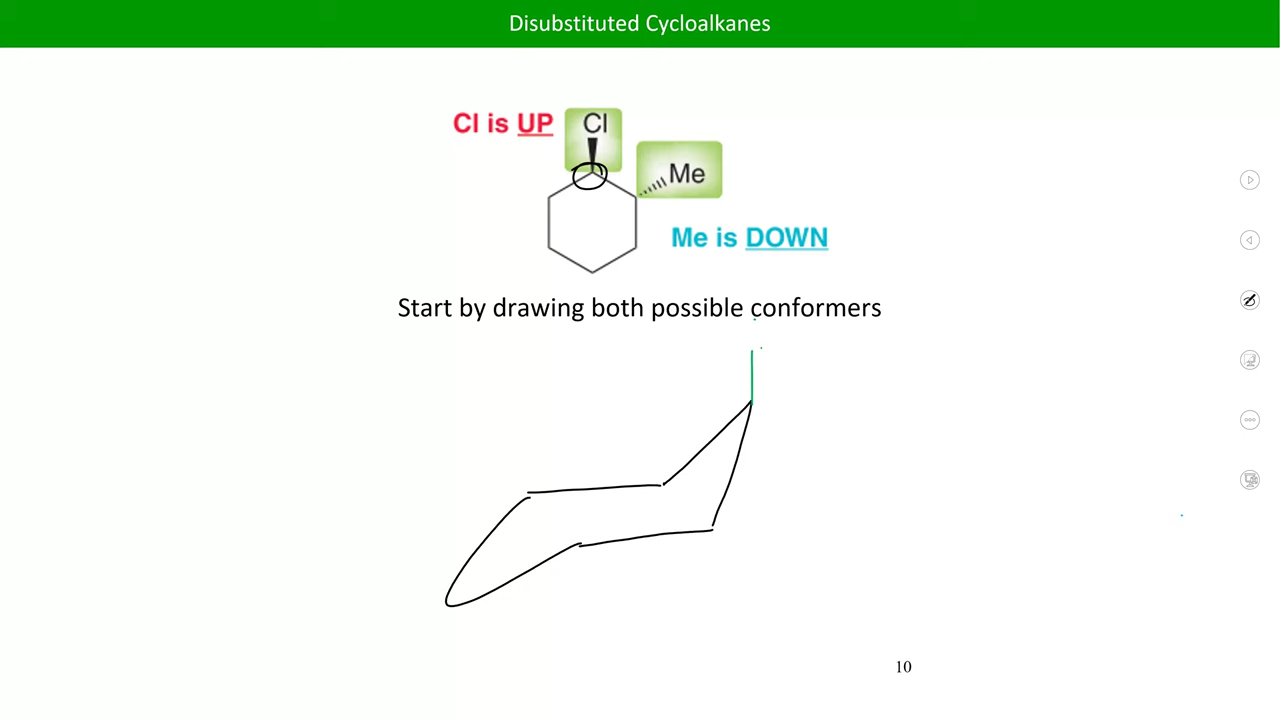 Disubstituted Cycloalkanes
Cl is UP
Cl
Me
Me is DOWN
Start by drawing both possible conformers
10